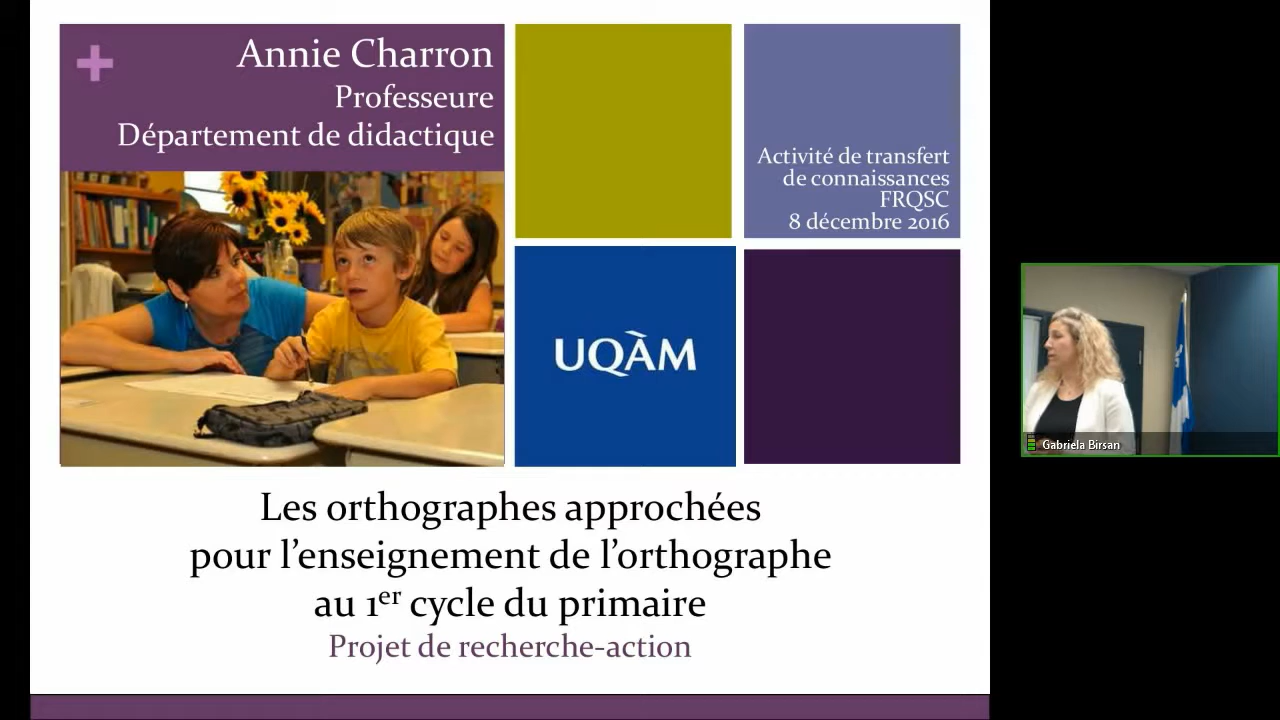 Annie Charron
Professeure
Département de didactique
Activité de transfert
de connaissances
FRQSC
8 décembre 2016
UQÀM
Gabriela Birsan
Les orthographes approchées
pour l’enseignement de l’orthographe
au 1er cycle du primaire
Projet de recherche-action